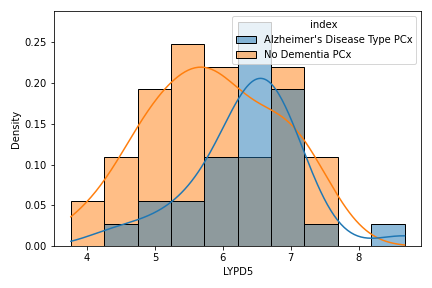 index
Alzheimer's Disease Type PCx
No Dementia PCx
Density
0.25
0.20
0.15
0.10
0.05
0.00
4
5
6
7
8
LYPD5